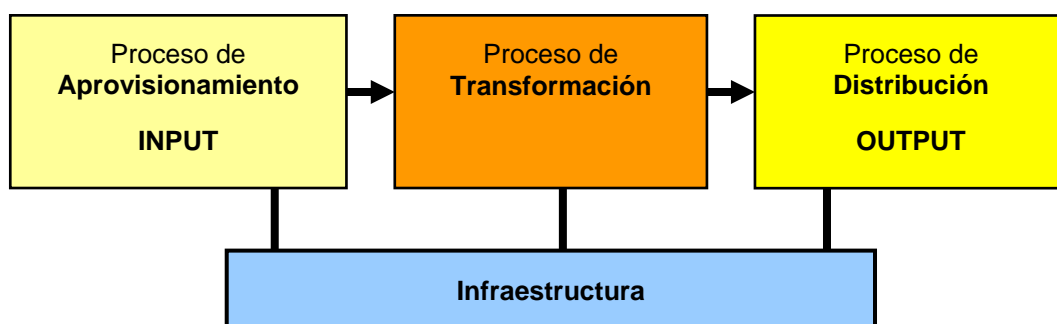 Proceso de
Aprovisionamiento
INPUT
Proceso de
Transformación
Proceso de
Distribución
OUTPUT
Infraestructura